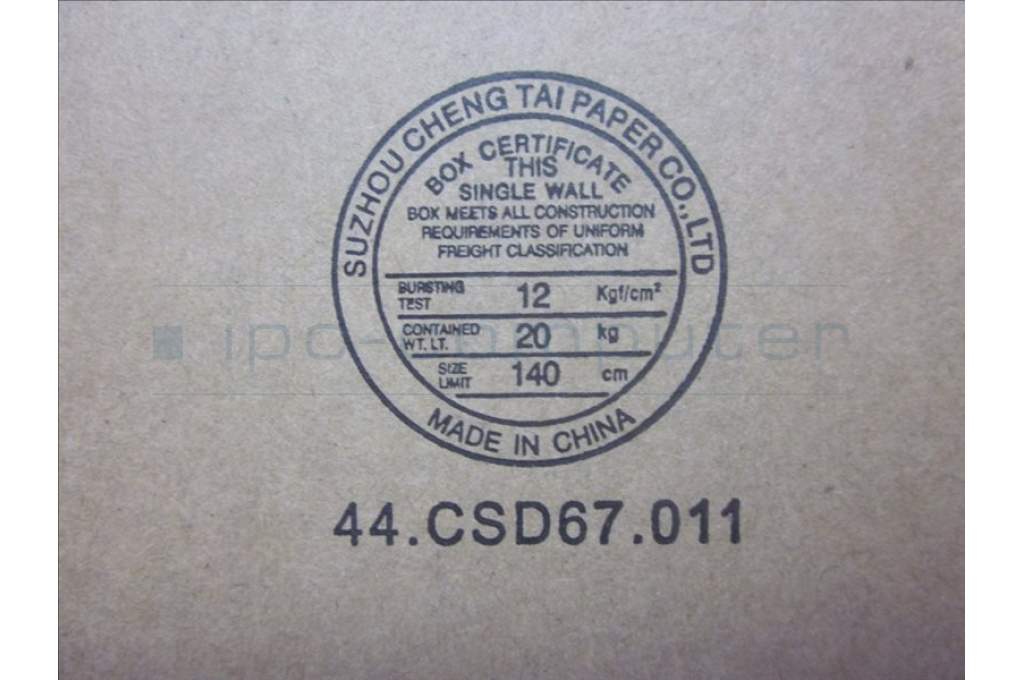 SUZHOU CHENG TAI PAPER CO.,LTD
BOX CERTIFICATE
THIS
SINGLE WALL
BOX MEETS ALL CONSTRUCTION
REQUIREMENTS OF UNIFORM
FREIGHT CLASSIFICATION
BURSTING TEST 12 Kgf/cm²
CONTAINED WT. LT. 20 kg
SIZE LIMIT 140 cm
MADE IN CHINA
ipc-computer
44.CSD67.011